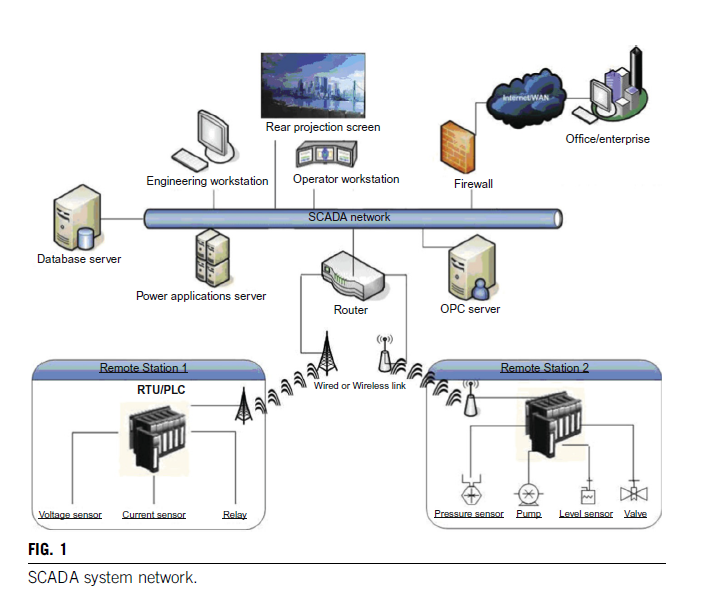 Internet/WAN
Rear projection screen
Office/enterprise
Engineering workstation
Operator workstation
Firewall
SCADA network
Database server
Power applications server
Router
OPC server
Remote Station 1
Remote Station 2
Wired or Wireless link
RTU/PLC
Voltage sensor
Current sensor
Relay
Pressure sensor
Pump
Level sensor
Valve
FIG. 1
SCADA system network.